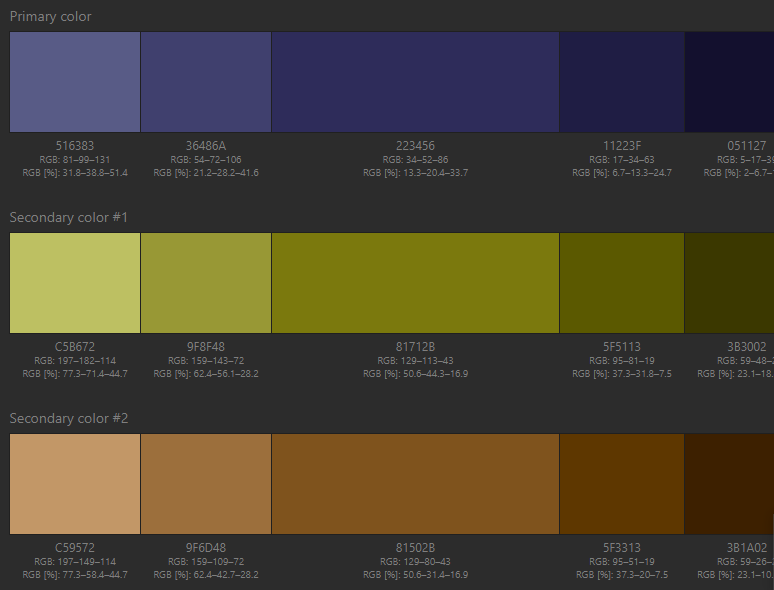 Primary color
516383 36486A 223456 11223F 051127
RGB: 81–99–131 RGB: 54–72–106 RGB: 34–52–86 RGB: 17–34–63 RGB: 5–17–39
RGB [%]: 31.8–38.8–51.4 RGB [%]: 21.2–28.2–41.6 RGB [%]: 13.3–20.4–33.7 RGB [%]: 6.7–13.3–24.7 RGB [%]: 2–6.7–
Secondary color #1
C5B672 9F8F48 81712B 5F5113 3B3002
RGB: 197–182–114 RGB: 159–143–72 RGB: 129–113–43 RGB: 95–81–19 RGB: 59–48–
RGB [%]: 77.3–71.4–44.7 RGB [%]: 62.4–56.1–28.2 RGB [%]: 50.6–44.3–16.9 RGB [%]: 37.3–31.8–7.5 RGB [%]: 23.1–18.
Secondary color #2
C59572 9F6D48 81502B 5F3313 3B1A02
RGB: 197–149–114 RGB: 159–109–72 RGB: 129–80–43 RGB: 95–51–19 RGB: 59–26–
RGB [%]: 77.3–58.4–44.7 RGB [%]: 62.4–42.7–28.2 RGB [%]: 50.6–31.4–16.9 RGB [%]: 37.3–20–7.5 RGB [%]: 23.1–10.